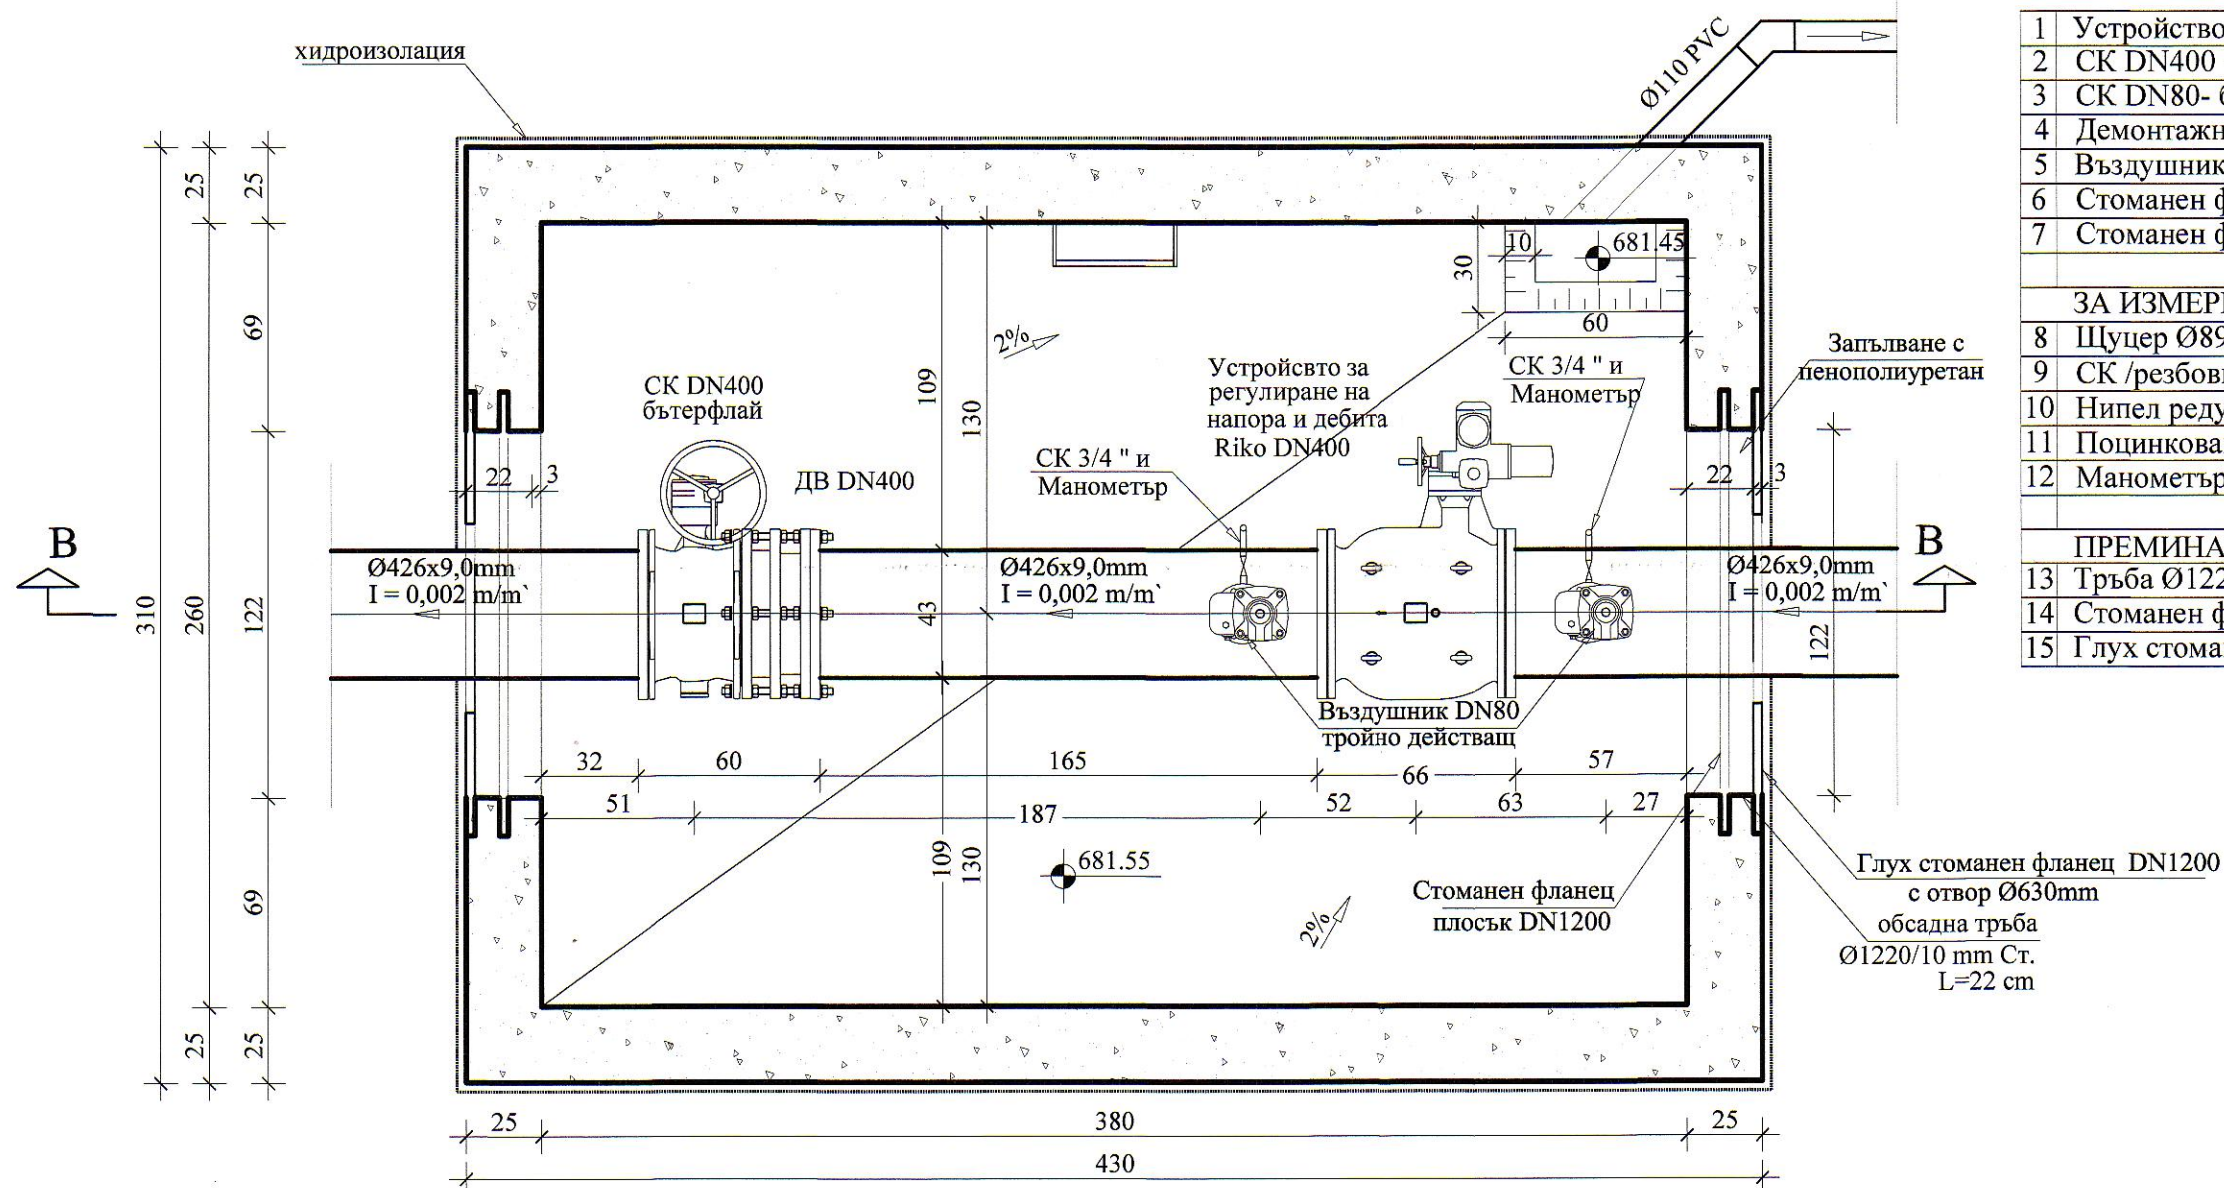 хидроизолация
Ø110 PVC
25
25
310
260
69
122
69
25
25
10
681.45
30
60
2%
109
130
СК DN400
бътерфлай
ДВ DN400
Устройсвто за
регулиране на
напора и дебита
Riko DN400
СК 3/4 " и
Манометър
СК 3/4 " и
Манометър
Запълване с
пенополиуретан
22
3
22
3
B
B
Ø426x9,0mm
I = 0,002 m/m`
Ø426x9,0mm
I = 0,002 m/m`
Ø426x9,0mm
I = 0,002 m/m`
43
122
Въздушник DN80
тройно действащ
32
60
165
66
57
51
187
52
63
27
109
130
681.55
2%
Стоманен фланец
плосък DN1200
Глух стоманен фланец DN1200
с отвор Ø630mm
обсадна тръба
Ø1220/10 mm Ст.
L=22 cm
25
380
25
430
1 Устройство
2 СК DN400
3 СК DN80-
4 Демонтажн
5 Въздушник
6 Стоманен ф
7 Стоманен ф
ЗА ИЗМЕР
8 Щуцер Ø89
9 СК /резбов
10 Нипел реду
11 Поцинкова
12 Манометър
ПРЕМИНА
13 Тръба Ø122
14 Стоманен ф
15 Глух стома